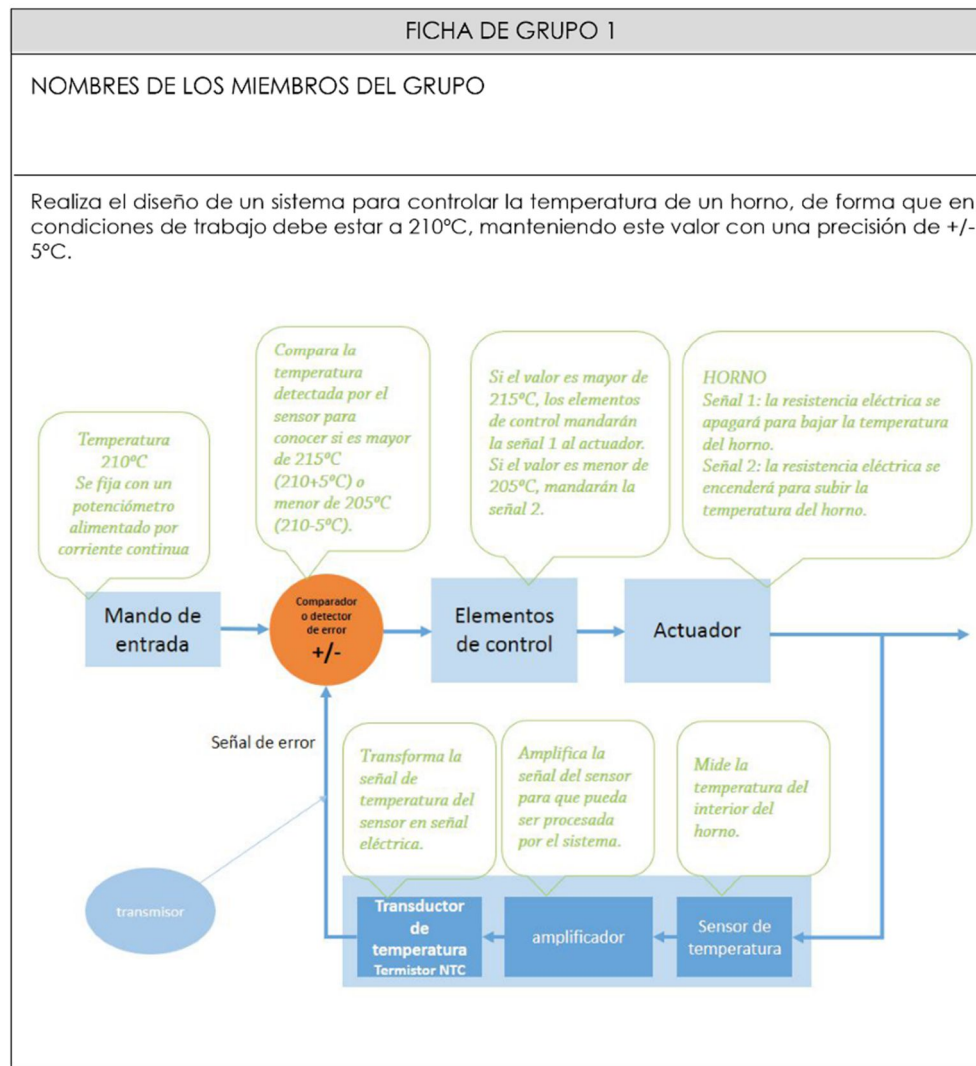 FICHA DE GRUPO 1
NOMBRES DE LOS MIEMBROS DEL GRUPO
Realiza el diseño de un sistema para controlar la temperatura de un horno, de forma que en
condiciones de trabajo debe estar a 210ºC, manteniendo este valor con una precisión de +/-
5ºC.
Temperatura
210ºC
Se fija con un
potenciómetro
alimentado por
corriente continua
Compara la
temperatura
detectada por el
sensor para
conocer si es mayor
de 215ºC
(210+5ºC) o
menor de 205ºC
(210-5ºC).
Si el valor es mayor de
215ºC, los elementos
de control mandarán
la señal 1 al actuador.
Si el valor es menor de
205ºC, mandarán la
señal 2.
HORNO
Señal 1: la resistencia eléctrica se
apagará para bajar la temperatura
del horno.
Señal 2: la resistencia eléctrica se
encenderá para subir la
temperatura del horno.
Mando de
entrada
Comparador
o detector
de error
+/-
Elementos
de control
Actuador
Señal de error
Transforma la
señal de
temperatura del
sensor en señal
eléctrica.
Amplifica la
señal del sensor
para que pueda
ser procesada
por el sistema.
Mide la
temperatura del
interior del
horno.
transmisor
Transductor
de
temperatura
Termistor NTC
amplificador
Sensor de
temperatura